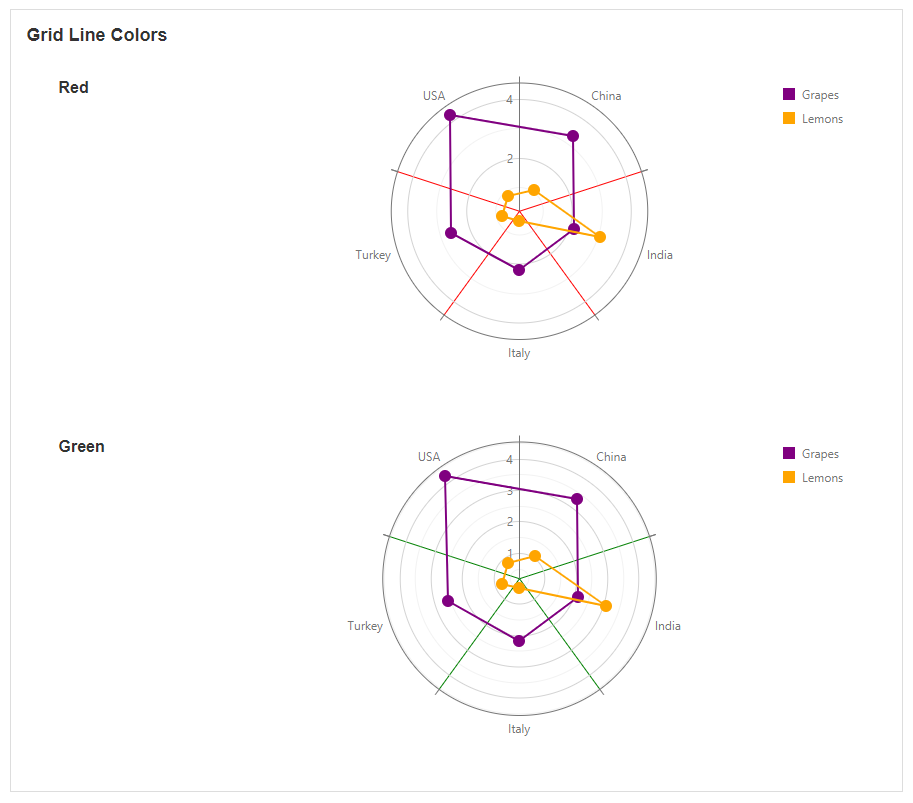 Grid Line Colors
Red
USA
China
4
2
Turkey
India
Italy
Grapes
Lemons
Green
USA
China
4
3
2
1
Turkey
India
Italy
Grapes
Lemons